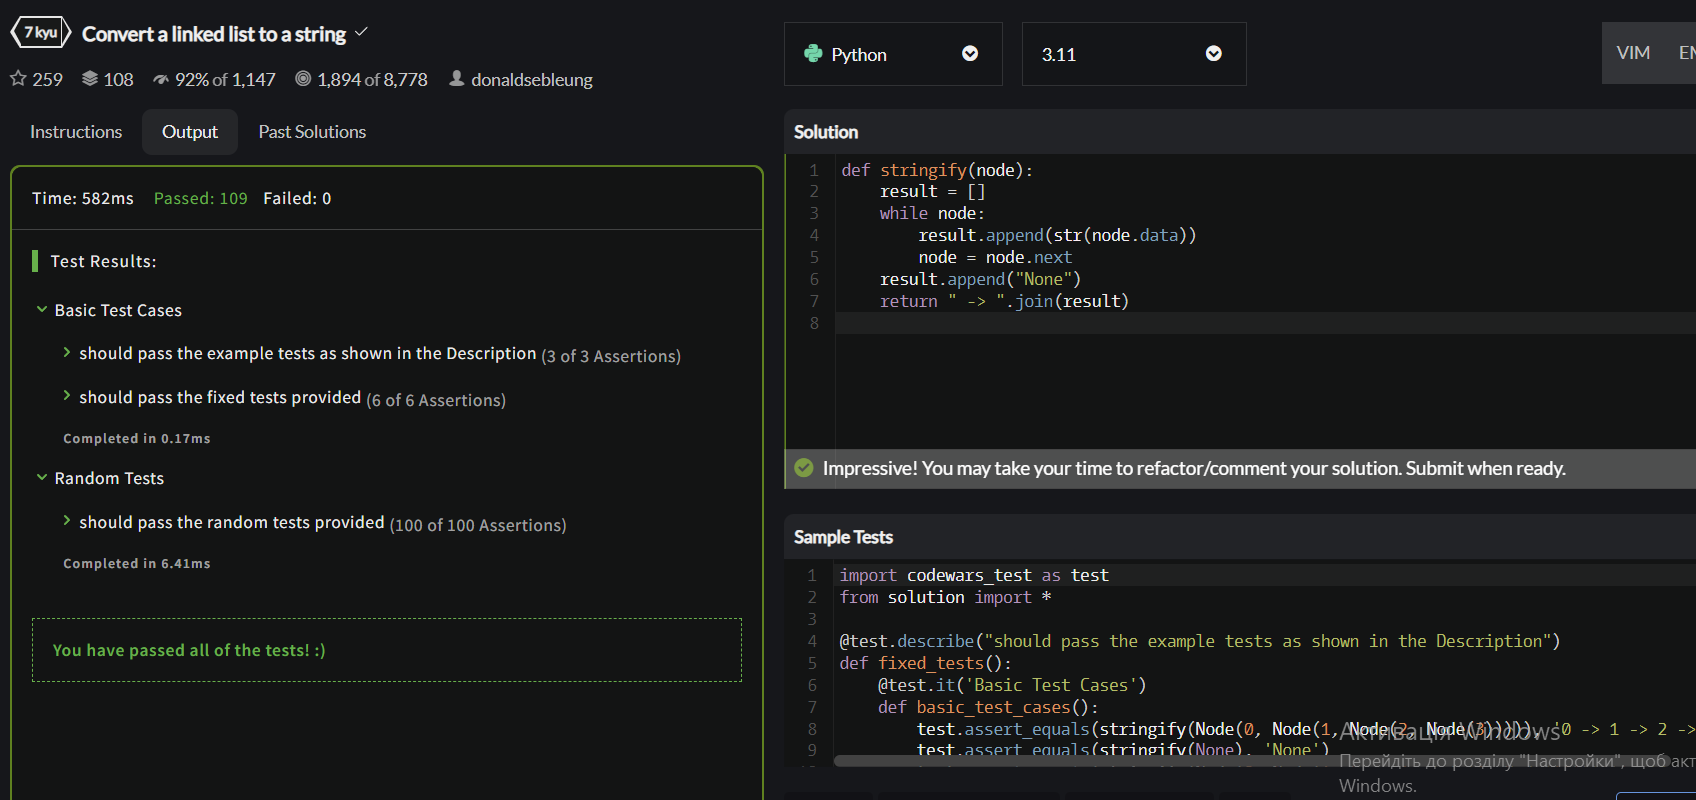 7 kyu Convert a linked list to a string
259 108 92% of 1,147 1,894 of 8,778 donaldsebleung
Instructions Output Past Solutions
Time: 582ms Passed: 109 Failed: 0
Test Results:
Basic Test Cases
should pass the example tests as shown in the Description (3 of 3 Assertions)
should pass the fixed tests provided (6 of 6 Assertions)
Completed in 0.17ms
Random Tests
should pass the random tests provided (100 of 100 Assertions)
Completed in 6.41ms
You have passed all of the tests! :)
Python 3.11 VIM EM
Solution
1 def stringify(node):
2 result = []
3 while node:
4 result.append(str(node.data))
5 node = node.next
6 result.append("None")
7 return " -> ".join(result)
8
Impressive! You may take your time to refactor/comment your solution. Submit when ready.
Sample Tests
1 import codewars_test as test
2 from solution import *
3
4 @test.describe("should pass the example tests as shown in the Description")
5 def fixed_tests():
6 @test.it('Basic Test Cases')
7 def basic_test_cases():
8 test.assert_equals(stringify(Node(0, Node(1, Node(2, Node(3))))), '0 -> 1 -> 2 ->
9 test.assert_equals(stringify(None), 'None')
Активація Windows
Перейдіть до розділу "Настройки", щоб акт
Windows.